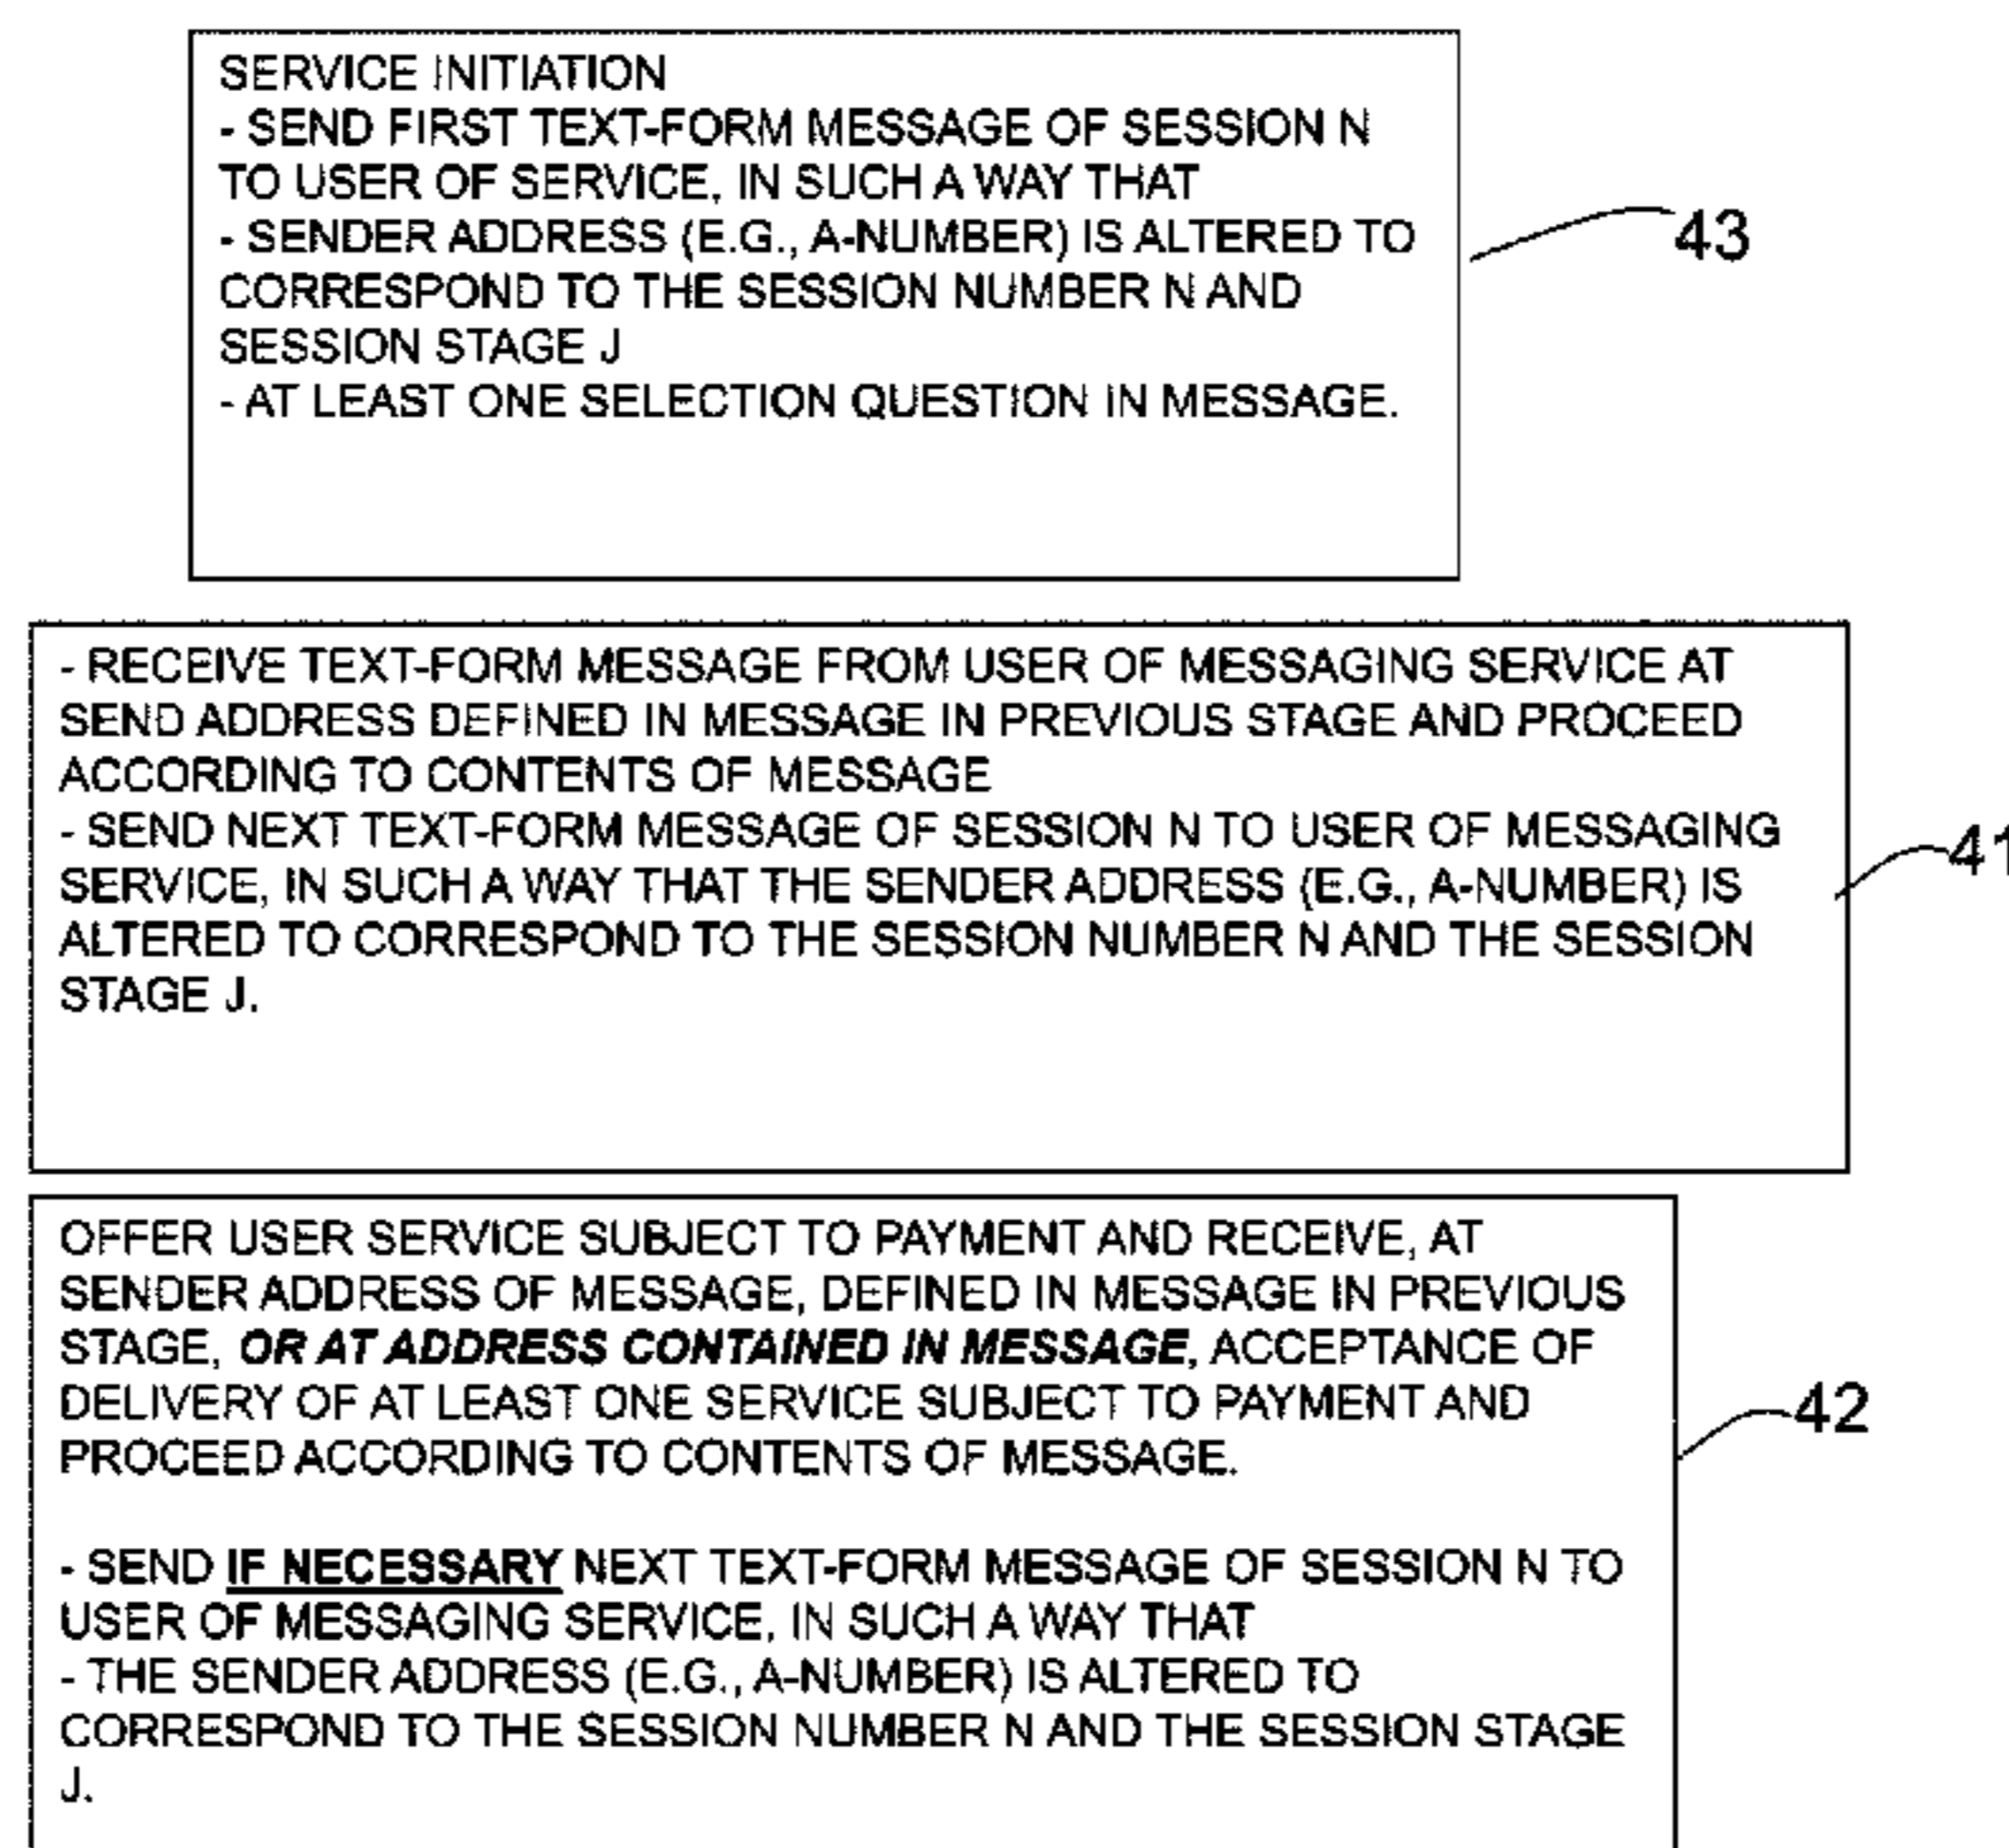 SERVICE INITIATION
- SEND FIRST TEXT-FORM MESSAGE OF SESSION N
TO USER OF SERVICE, IN SUCH A WAY THAT
- SENDER ADDRESS (E.G., A-NUMBER) IS ALTERED TO
CORRESPOND TO THE SESSION NUMBER N AND
SESSION STAGE J
- AT LEAST ONE SELECTION QUESTION IN MESSAGE.
43
- RECEIVE TEXT-FORM MESSAGE FROM USER OF MESSAGING SERVICE AT
SEND ADDRESS DEFINED IN MESSAGE IN PREVIOUS STAGE AND PROCEED
ACCORDING TO CONTENTS OF MESSAGE
- SEND NEXT TEXT-FORM MESSAGE OF SESSION N TO USER OF MESSAGING
SERVICE, IN SUCH A WAY THAT THE SENDER ADDRESS (E.G., A-NUMBER) IS
ALTERED TO CORRESPOND TO THE SESSION NUMBER N AND THE SESSION
STAGE J.
41
OFFER USER SERVICE SUBJECT TO PAYMENT AND RECEIVE, AT
SENDER ADDRESS OF MESSAGE, DEFINED IN MESSAGE IN PREVIOUS
STAGE, OR AT ADDRESS CONTAINED IN MESSAGE, ACCEPTANCE OF
DELIVERY OF AT LEAST ONE SERVICE SUBJECT TO PAYMENT AND
PROCEED ACCORDING TO CONTENTS OF MESSAGE.
- SEND IF NECESSARY NEXT TEXT-FORM MESSAGE OF SESSION N TO
USER OF MESSAGING SERVICE, IN SUCH A WAY THAT
- THE SENDER ADDRESS (E.G., A-NUMBER) IS ALTERED TO
CORRESPOND TO THE SESSION NUMBER N AND THE SESSION STAGE
J.
42